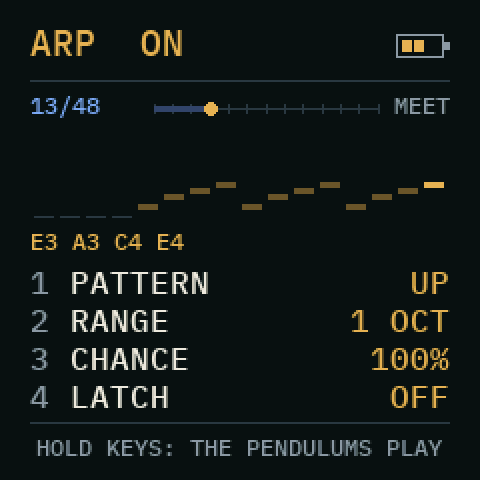 ARP ON
13/48 MEET
E3 A3 C4 E4
1 PATTERN UP
2 RANGE 1 OCT
3 CHANCE 100%
4 LATCH OFF
HOLD KEYS: THE PENDULUMS PLAY